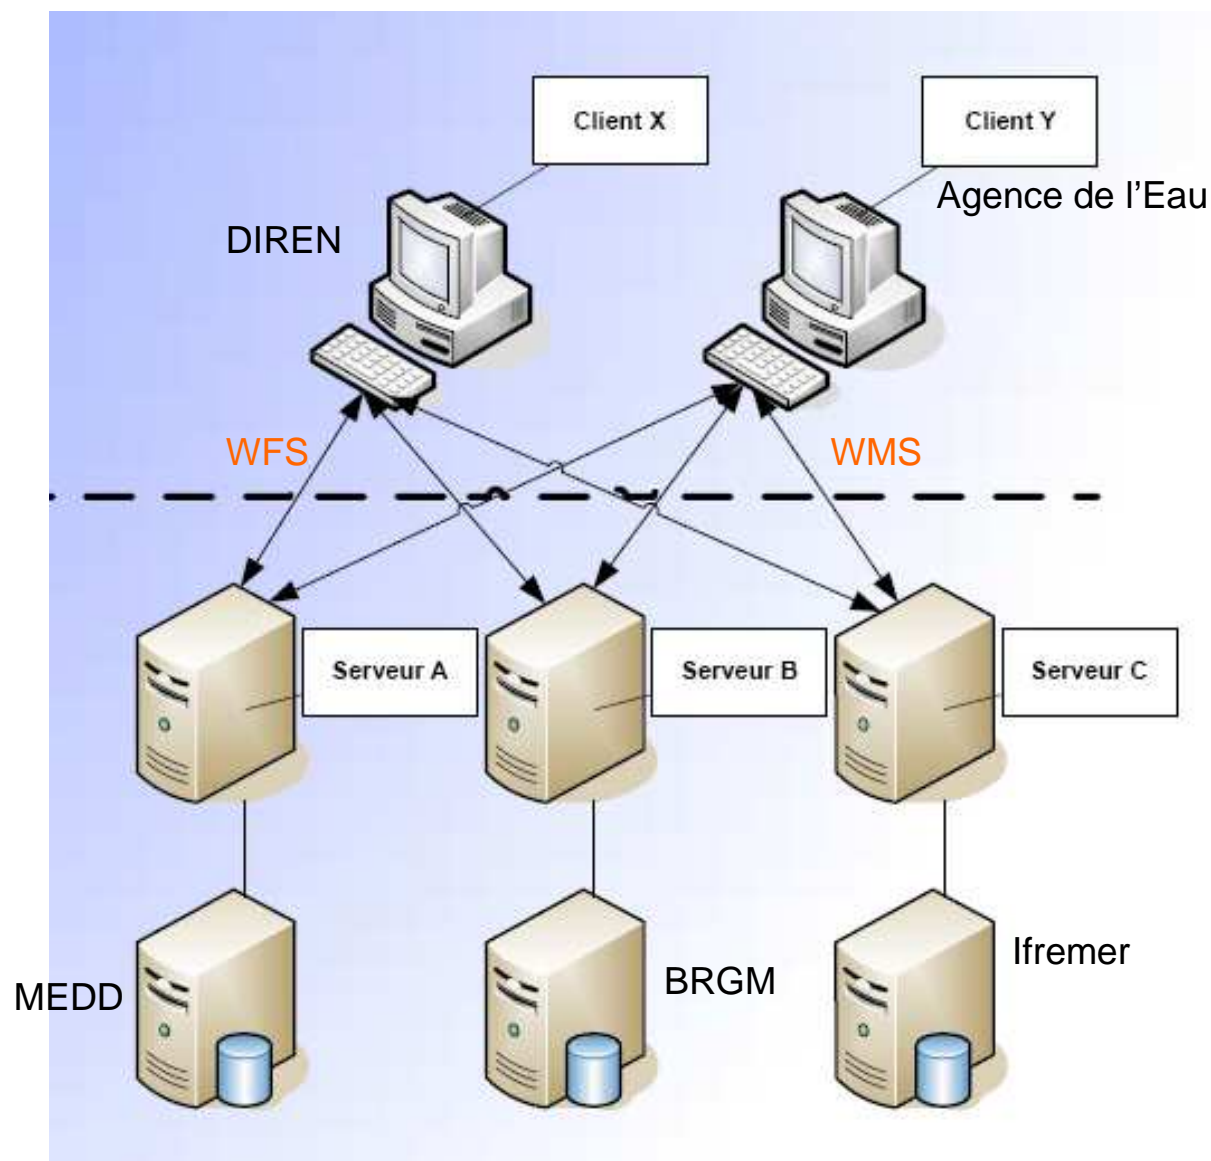 Client X
Client Y
Agence de l’Eau
DIREN
WFS
WMS
Serveur A
Serveur B
Serveur C
Ifremer
BRGM
MEDD